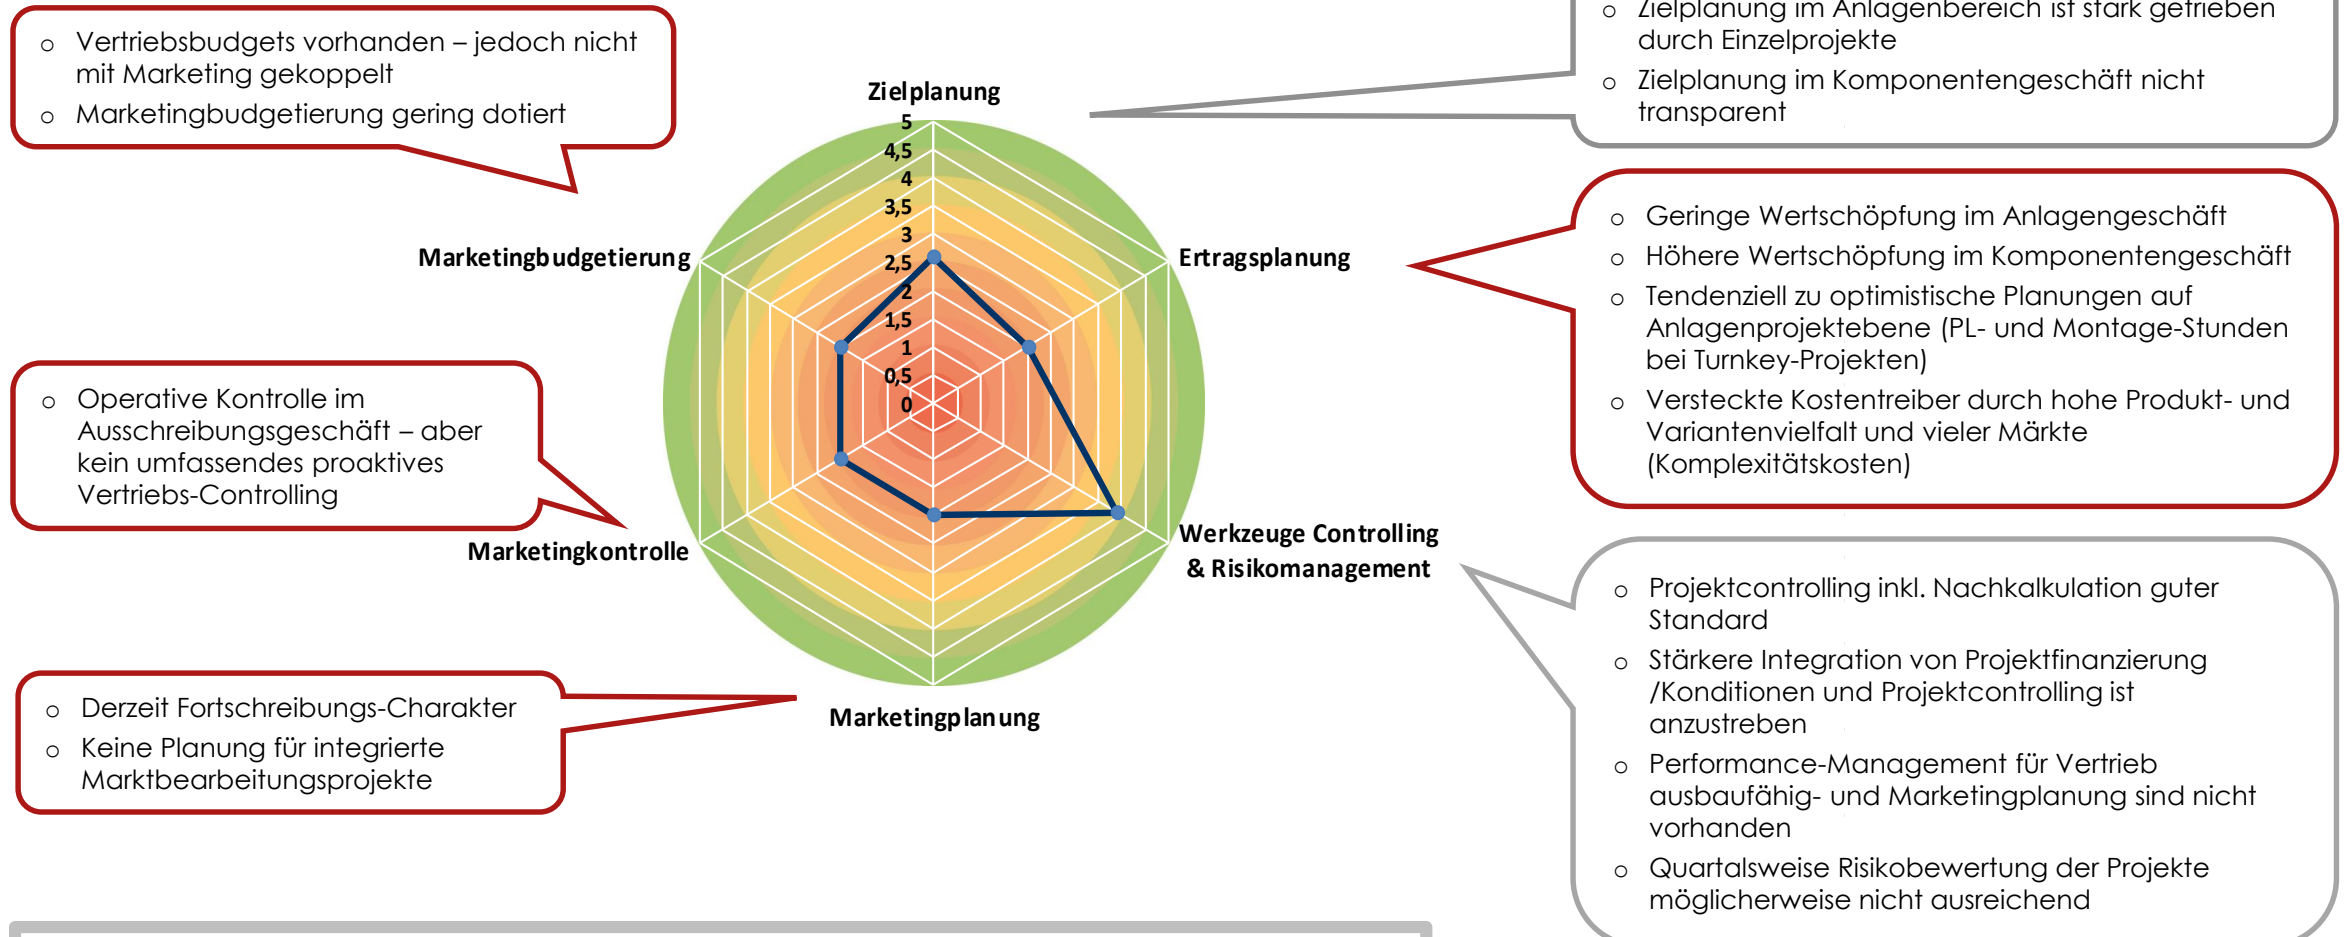 Vertriebsbudgets vorhanden – jedoch nicht
mit Marketing gekoppelt
Marketingbudgetierung gering dotiert
Zielplanung im Anlagenbereich ist stark getrieben
durch Einzelprojekte
Zielplanung im Komponentengeschäft nicht
transparent
Zielplanung
5
4,5
4
3,5
3
2,5
2
1,5
1
0,5
0
Marketingbudgetierung
Ertragsplanung
Geringe Wertschöpfung im Anlagengeschäft
Höhere Wertschöpfung im Komponentengeschäft
Tendenziell zu optimistische Planungen auf
Anlagenprojektebene (PL- und Montage-Stunden
bei Turnkey-Projekten)
Versteckte Kostentreiber durch hohe Produkt- und
Variantenvielfalt und vieler Märkte
(Komplexitätskosten)
Operative Kontrolle im
Ausschreibungsgeschäft – aber
kein umfassendes proaktives
Vertriebs-Controlling
Marketingkontrolle
Werkzeuge Controlling
& Risikomanagement
Projektcontrolling inkl. Nachkalkulation guter
Standard
Stärkere Integration von Projektfinanzierung
/Konditionen und Projektcontrolling ist
anzustreben
Performance-Management für Vertrieb
ausbaufähig- und Marketingplanung sind nicht
vorhanden
Quartalsweise Risikobewertung der Projekte
möglicherweise nicht ausreichend
Derzeit Fortschreibungs-Charakter
Keine Planung für integrierte
Marktbearbeitungsprojekte
Marketingplanung